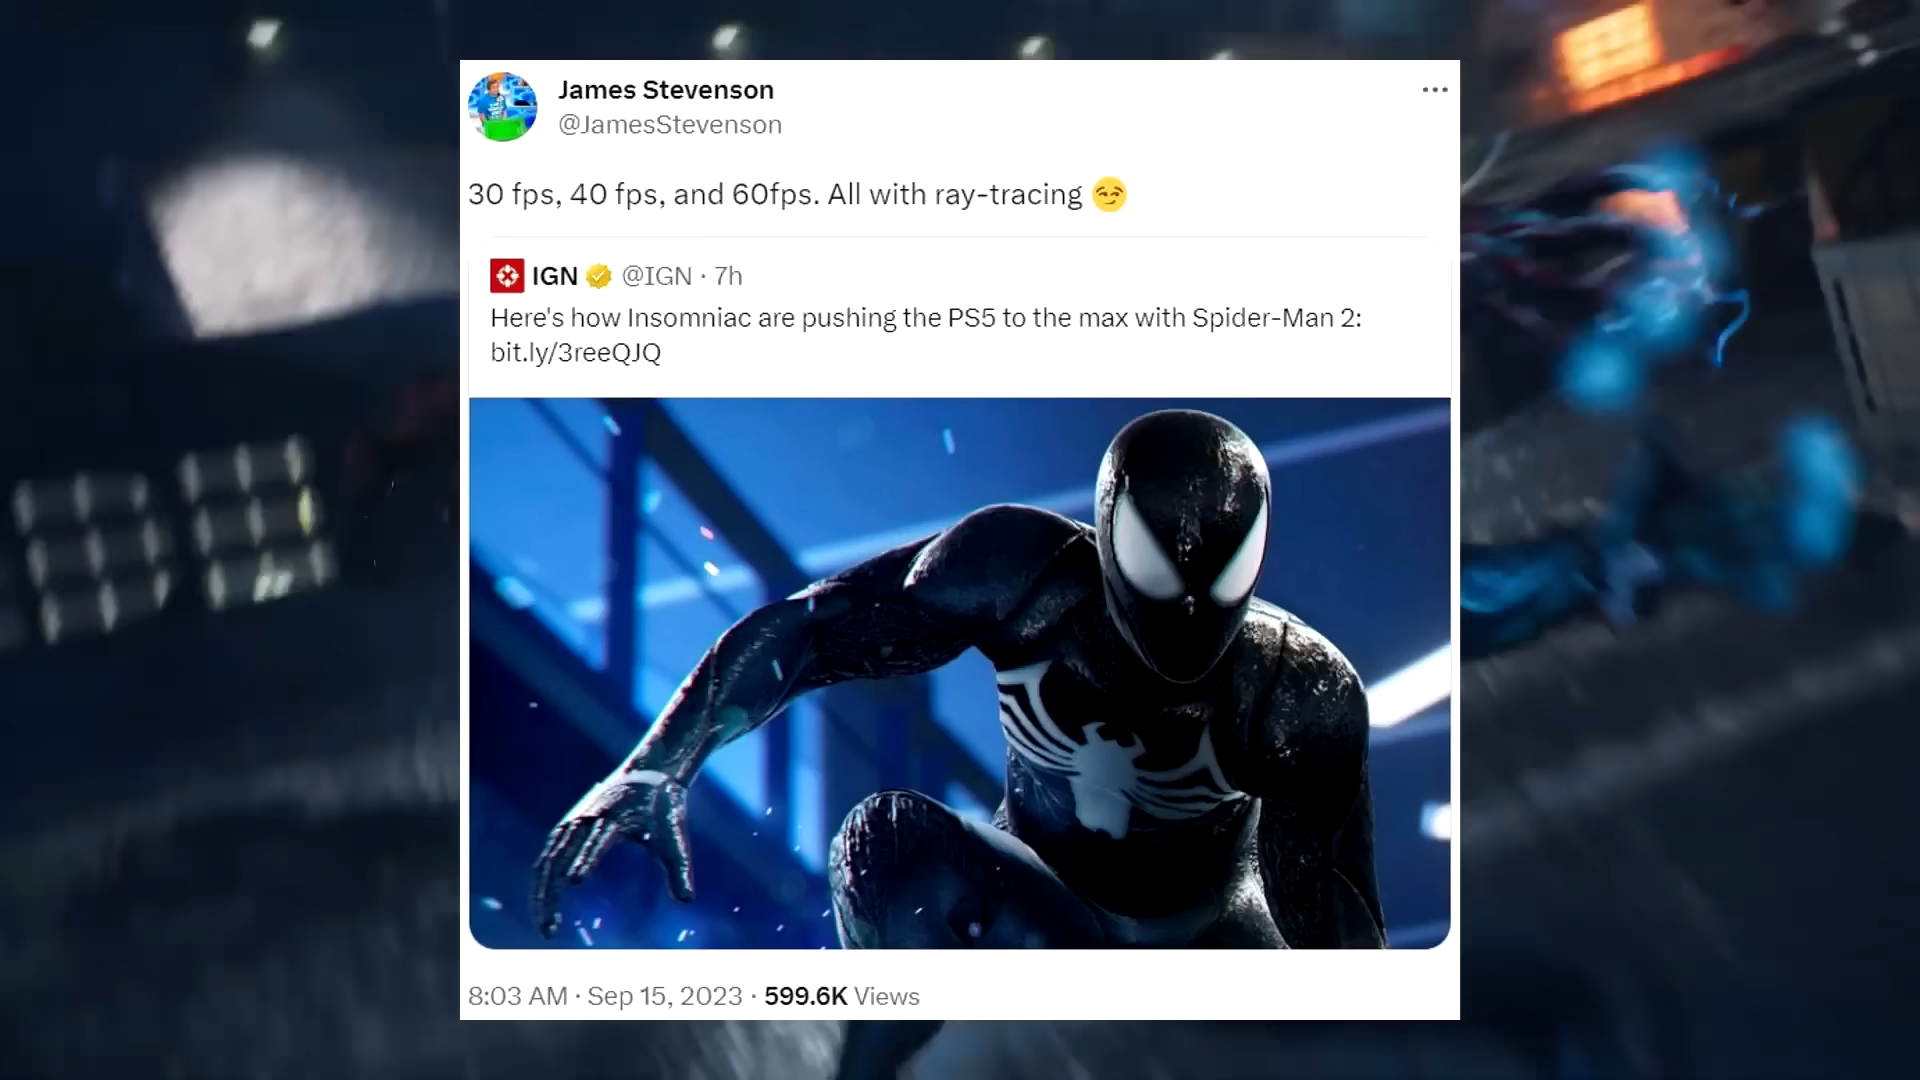 James Stevenson
@JamesStevenson
30 fps, 40 fps, and 60fps. All with ray-tracing 😏
IGN @IGN · 7h
Here's how Insomniac are pushing the PS5 to the max with Spider-Man 2:
bit.ly/3reeQJQ
8:03 AM · Sep 15, 2023 · 599.6K Views